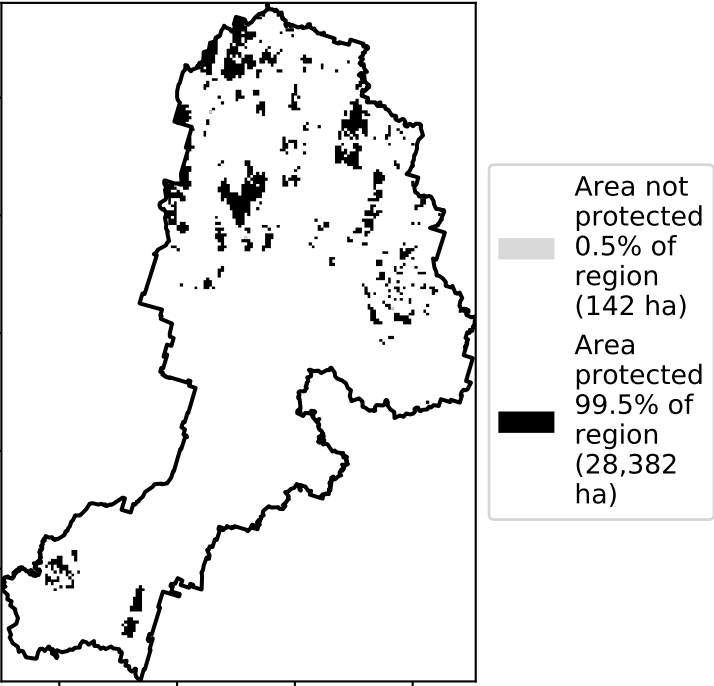 Area not
protected
0.5% of
region
(142 ha)
Area
protected
99.5% of
region
(28,382
ha)